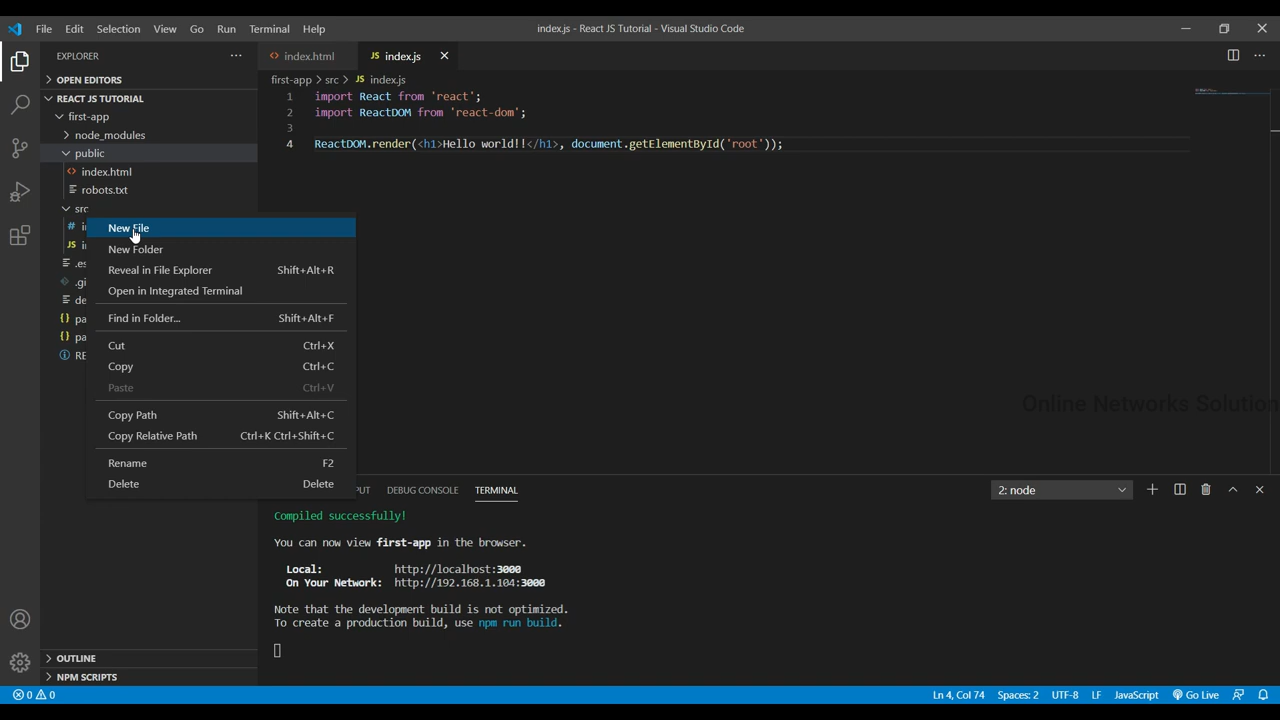 File Edit Selection View Go Run Terminal Help
index.js - React JS Tutorial - Visual Studio Code
EXPLORER
OPEN EDITORS
REACT JS TUTORIAL
first-app
node_modules
public
index.html
robots.txt
src
# i
JS i
.es
.gi
de
{} pa
{} pa
RE
OUTLINE
NPM SCRIPTS
New File
New Folder
Reveal in File Explorer Shift+Alt+R
Open in Integrated Terminal
Find in Folder... Shift+Alt+F
Cut Ctrl+X
Copy Ctrl+C
Paste Ctrl+V
Copy Path Shift+Alt+C
Copy Relative Path Ctrl+K Ctrl+Shift+C
Rename F2
Delete Delete
<> index.html JS index.js
first-app > src > JS index.js
1 import React from 'react';
2 import ReactDOM from 'react-dom';
3
4 ReactDOM.render(<h1>Hello world!!</h1>, document.getElementById('root'));
Online Networks Solution
PUT DEBUG CONSOLE TERMINAL 2: node
Compiled successfully!
You can now view first-app in the browser.
Local: http://localhost:3000
On Your Network: http://192.168.1.104:3000
Note that the development build is not optimized.
To create a production build, use npm run build.
0 0 Ln 4, Col 74 Spaces: 2 UTF-8 LF JavaScript Go Live